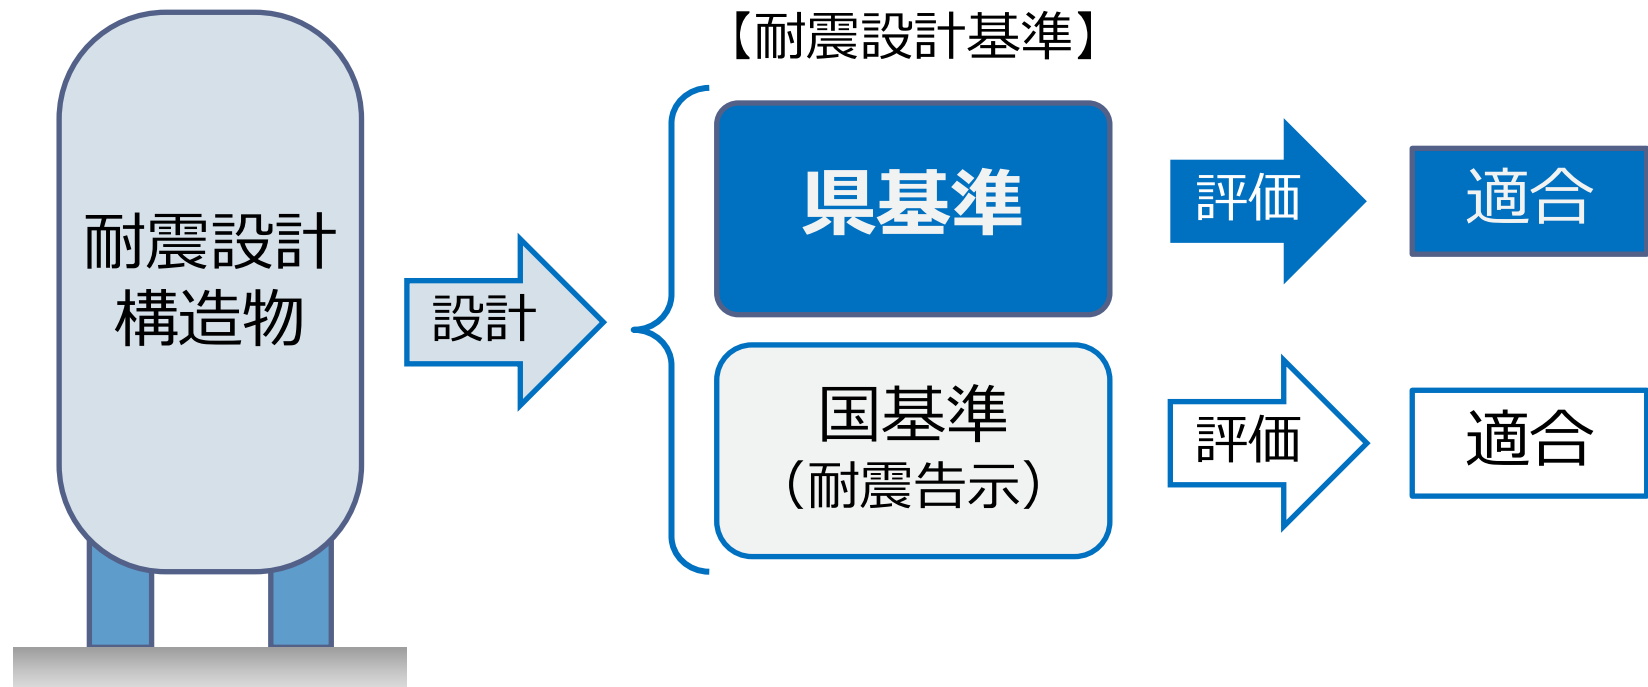 【耐震設計基準】
耐震設計
構造物
設計
県基準
評価
適合
国基準
（耐震告示）
評価
適合